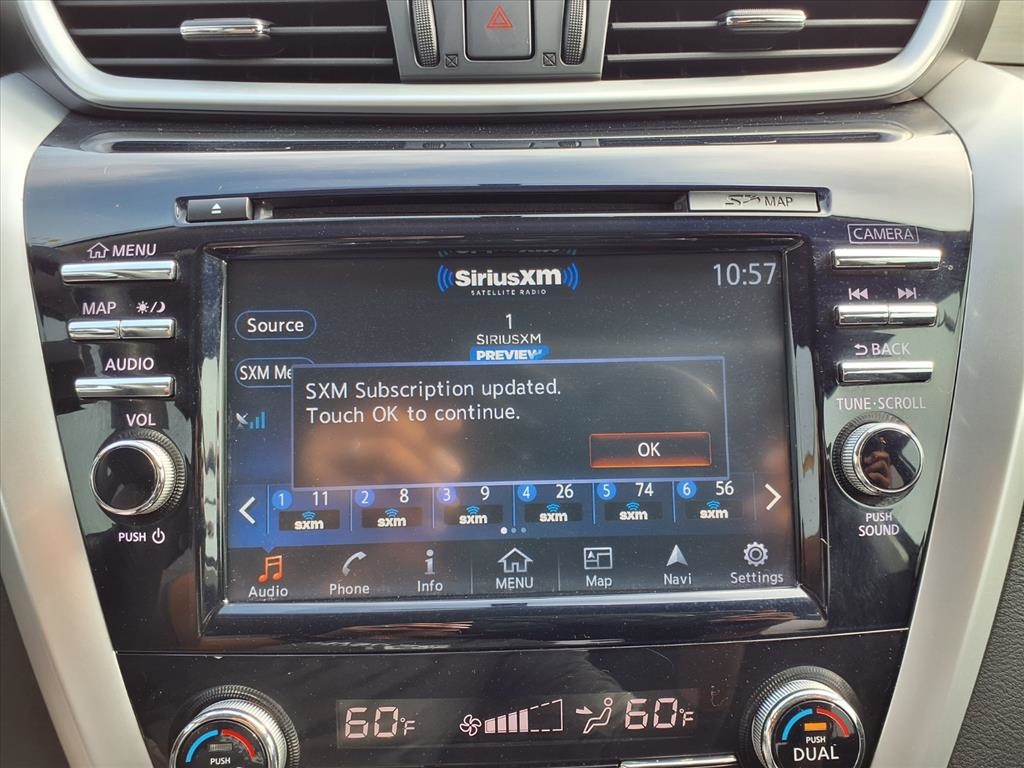 MAP
MENU
MAP
AUDIO
VOL
PUSH
CAMERA
BACK
TUNE·SCROLL
PUSH
SOUND
SiriusXM
SATELLITE RADIO
10:57
Source
1
SIRIUSXM
PREVIEW
SXM Me
SXM Subscription updated.
Touch OK to continue.
OK
1 11 2 8 3 9 4 26 5 74 6 56
sxm sxm sxm sxm sxm sxm
Audio Phone Info MENU Map Navi Settings
60°F 60°F
PUSH
PUSH
DUAL